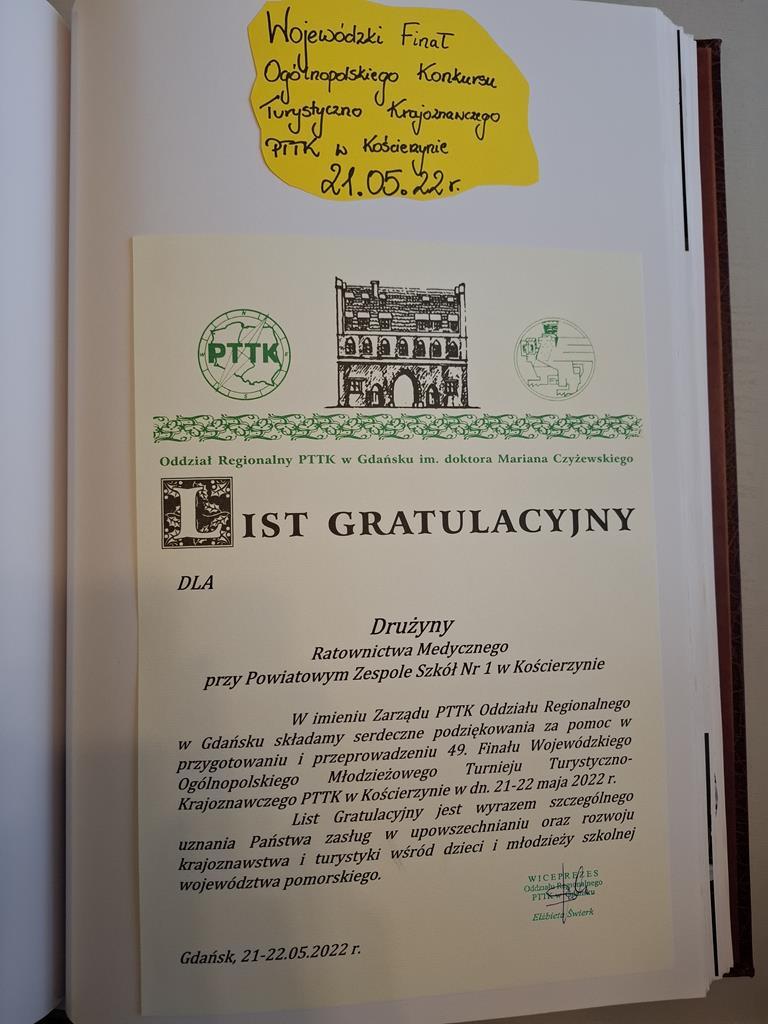 Wojewódzki Finał
Ogólnopolskiego Konkursu
Turystyczno Krajoznawczego
PTTK w Kościerzynie
21.05.22r.
PTTK
Oddział Regionalny PTTK w Gdańsku im. doktora Mariana Czyżewskiego
LIST GRATULACYJNY
DLA
Drużyny
Ratownictwa Medycznego
przy Powiatowym Zespole Szkół Nr 1 w Kościerzynie
W imieniu Zarządu PTTK Oddziału Regionalnego
w Gdańsku składamy serdeczne podziękowania za pomoc w
przygotowaniu i przeprowadzeniu 49. Finału Wojewódzkiego
Ogólnopolskiego Młodzieżowego Turnieju Turystyczno-
Krajoznawczego PTTK w Kościerzynie w dn. 21-22 maja 2022 r.
List Gratulacyjny jest wyrazem szczególnego
uznania Państwa zasług w upowszechnianiu oraz rozwoju
krajoznawstwa i turystyki wśród dzieci i młodzieży szkolnej
województwa pomorskiego.
WICEPREZES
Oddziału Regionalnego
PTTK w Gdańsku
Elżbieta Świerk
Gdańsk, 21-22.05.2022 r.